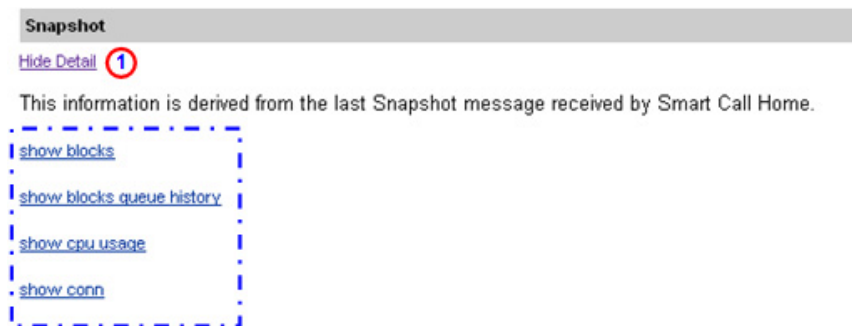 Snapshot
Hide Detail 1
This information is derived from the last Snapshot message received by Smart Call Home.
show blocks
show blocks queue history
show cpu usage
show conn